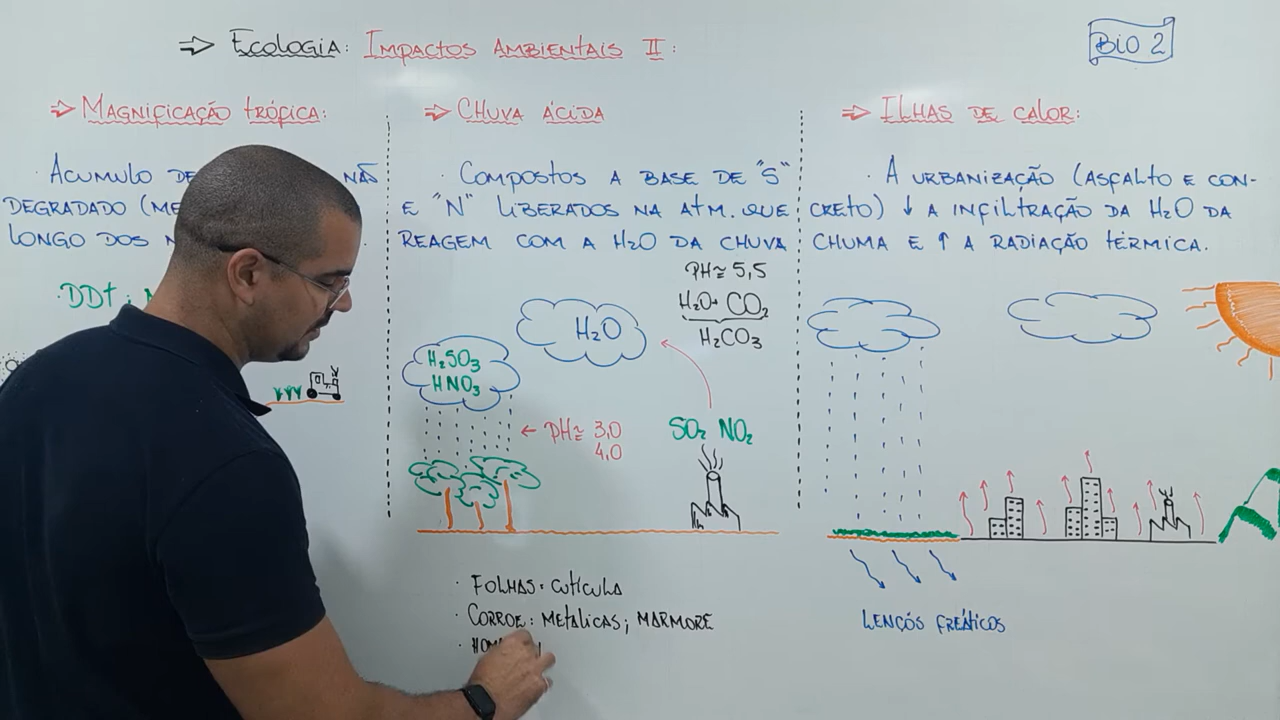 ⇒ Ecologia: Impactos Ambientais II:
BIO 2
⇒ Magnificação trófica:
· Acumulo de NÃO
degradado (me
longo dos n .
· DDT:
⇒ Chuva ácida
· Compostos a base de "S"
e "N" liberados na atm. que
reagem com a H₂O da chuva
PH≅ 5,5
H₂O+ CO₂
H₂CO₃
H₂O
H₂SO₃
HNO₃
← PH≅ 3,0
4,0
SO₂ NO₂
· Folhas: cutícula
· Corroe: metalicas; marmore
⇒ Ilhas de calor:
· A urbanização (asfalto e con-
creto) ↓ a infiltração da H₂O da
chuma e ↑ a radiação térmica.
Lençós freáticos